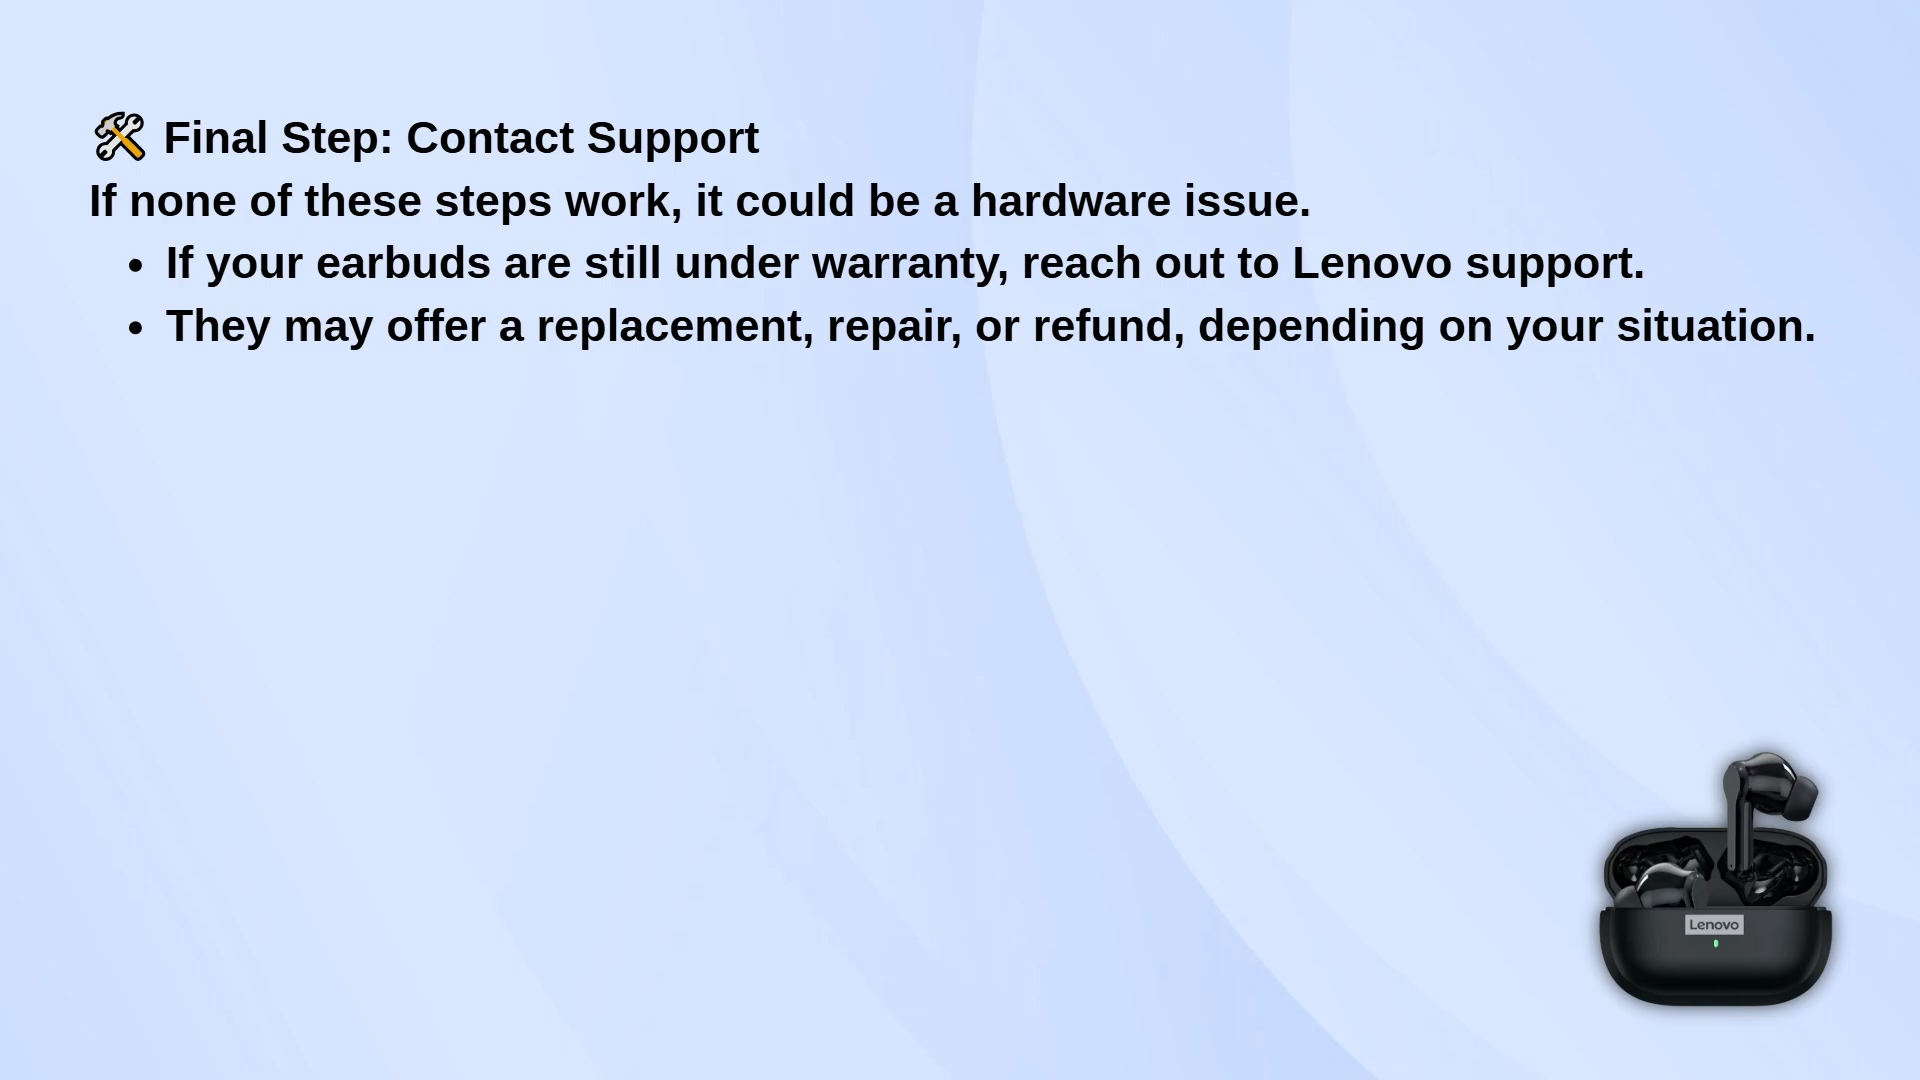 🛠 Final Step: Contact Support
If none of these steps work, it could be a hardware issue.
• If your earbuds are still under warranty, reach out to Lenovo support.
• They may offer a replacement, repair, or refund, depending on your situation.
Lenovo